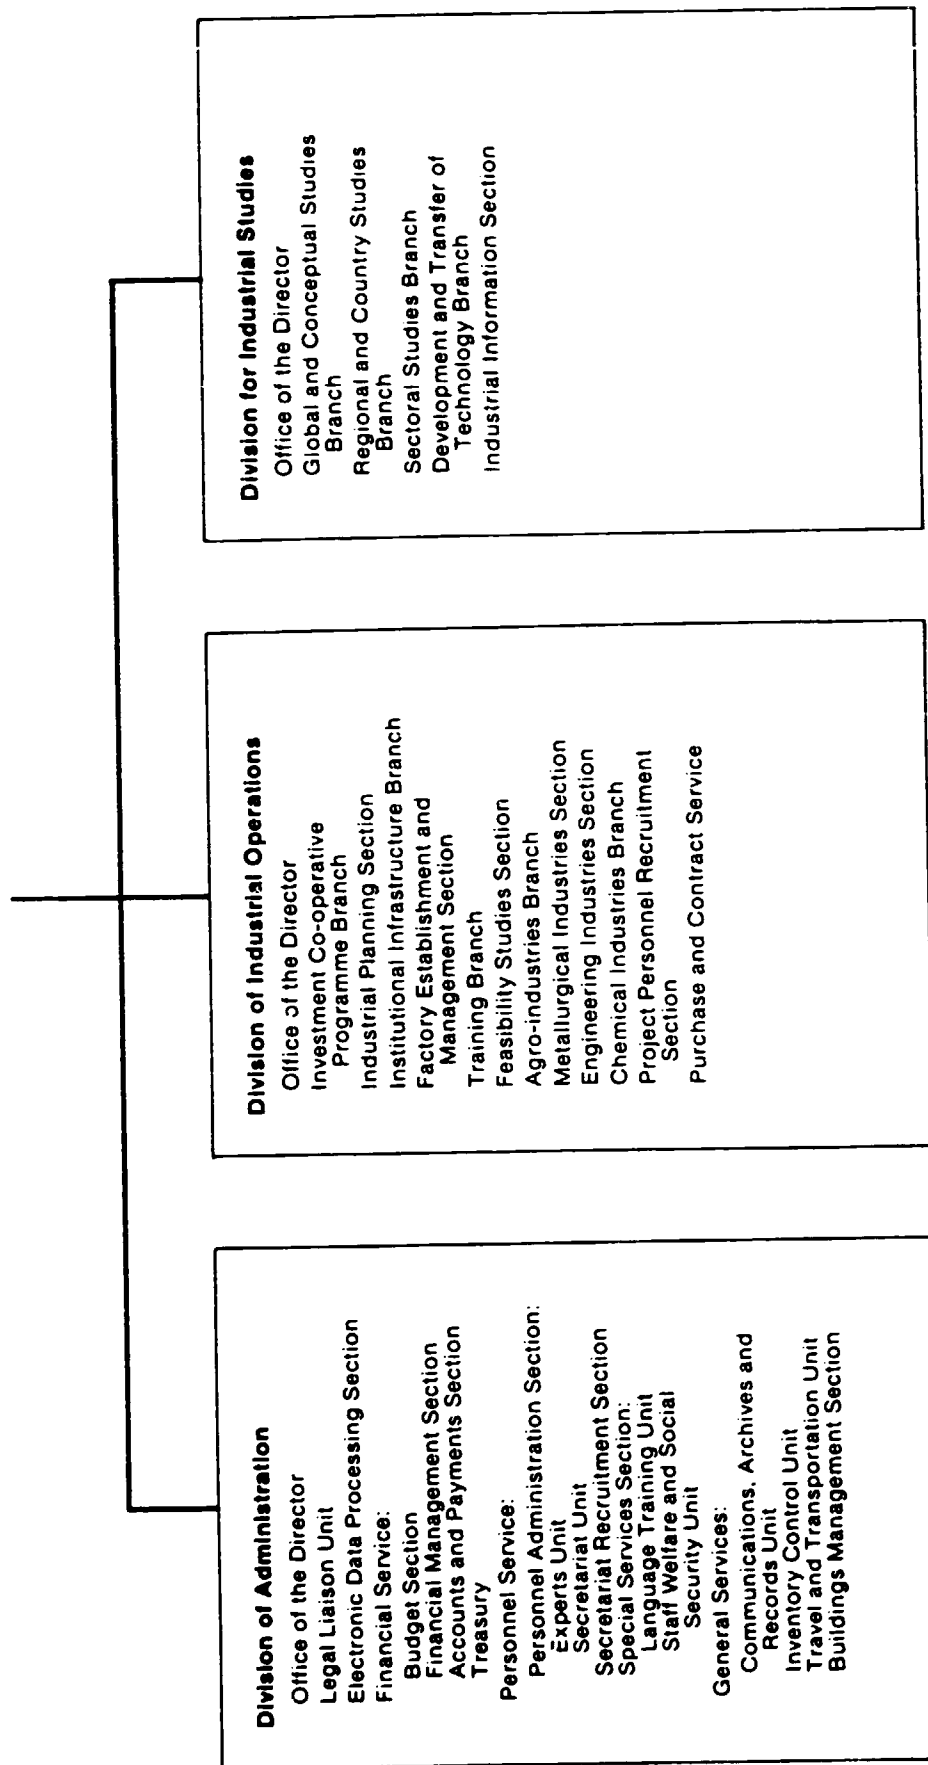 Division of Administration
Office of the Director
Legal Liaison Unit
Electronic Data Processing Section
Financial Service:
Budget Section
Financial Management Section
Accounts and Payments Section
Treasury
Personnel Service:
Personnel Administration Section:
Experts Unit
Secretariat Unit
Secretariat Recruitment Section
Special Services Section:
Language Training Unit
Staff Welfare and Social
Security Unit
General Services:
Communications, Archives and
Records Unit
Inventory Control Unit
Travel and Transportation Unit
Buildings Management Section
Division of Industrial Operations
Office of the Director
Investment Co-operative
Programme Branch
Industrial Planning Section
Institutional Infrastructure Branch
Factory Establishment and
Management Section
Training Branch
Feasibility Studies Section
Agro-industries Branch
Metallurgical Industries Section
Engineering Industries Section
Chemical Industries Branch
Project Personnel Recruitment
Section
Purchase and Contract Service
Division for Industrial Studies
Office of the Director
Global and Conceptual Studies
Branch
Regional and Country Studies
Branch
Sectoral Studies Branch
Development and Transfer of
Technology Branch
Industrial Information Section